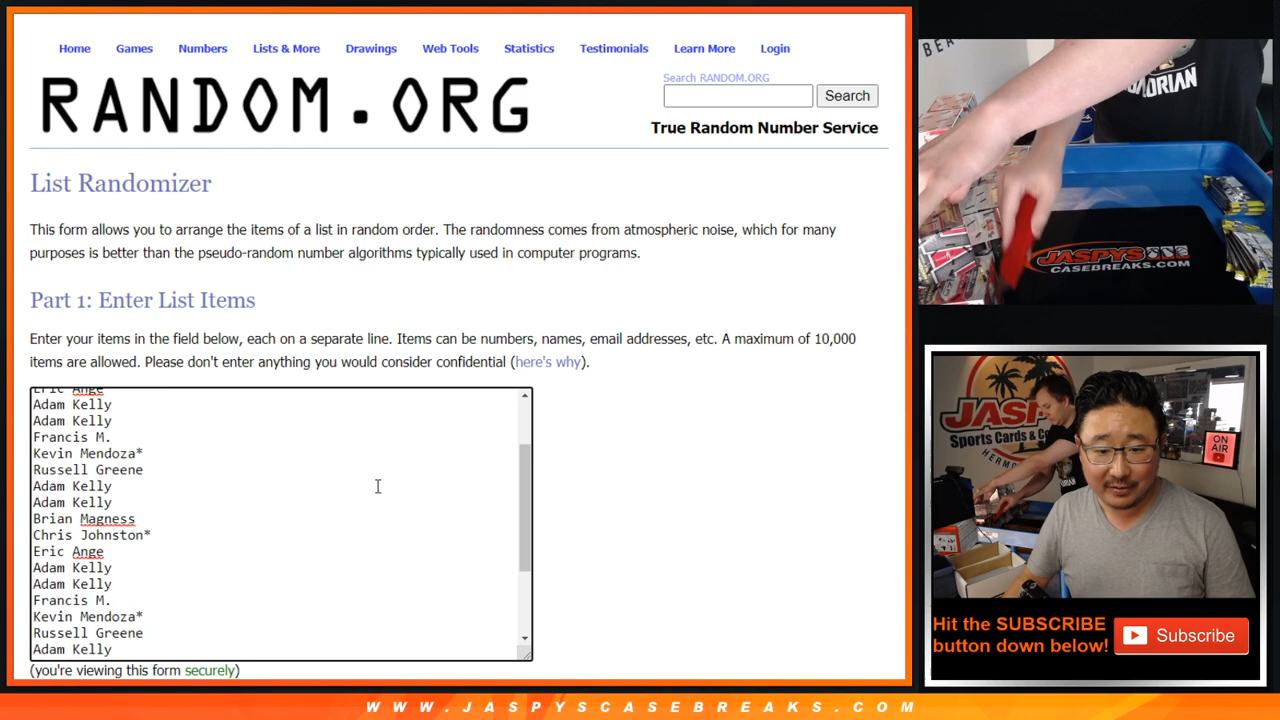 Home Games Numbers Lists & More Drawings Web Tools Statistics Testimonials Learn More Login
RANDOM.ORG
Search RANDOM.ORG
Search
True Random Number Service
List Randomizer
This form allows you to arrange the items of a list in random order. The randomness comes from atmospheric noise, which for many
purposes is better than the pseudo-random number algorithms typically used in computer programs.
Part 1: Enter List Items
Enter your items in the field below, each on a separate line. Items can be numbers, names, email addresses, etc. A maximum of 10,000
items are allowed. Please don't enter anything you would consider confidential (here's why).
Eric Ange
Adam Kelly
Adam Kelly
Francis M.
Kevin Mendoza*
Russell Greene
Adam Kelly
Adam Kelly
Brian Magness
Chris Johnston*
Eric Ange
Adam Kelly
Adam Kelly
Francis M.
Kevin Mendoza*
Russell Greene
Adam Kelly
(you're viewing this form securely)
JASPYS
CASEBREAKS.COM
JASP
Sports Cards & Co
HERMO
ON
AIR
Hit the SUBSCRIBE
button down below!
Subscribe
WWW.JASPYSCASEBREAKS.COM